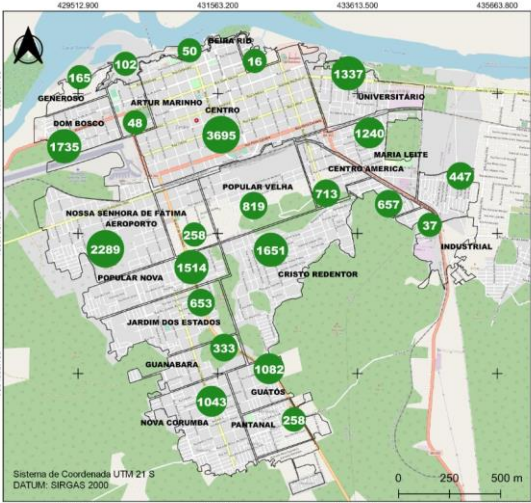 429512.900 431563.200 433613.500 435663.800
BEIRA RIO
50
102
16
165
1337
GENEROSO
ARTUR MARINHO
UNIVERSITÁRIO
CENTRO
DOM BOSCO
48
3695
1240
1735
MARIA LEITE
CENTRO AMERICA
447
POPULAR VELHA
713
657
819
NOSSA SENHORA DE FÁTIMA
AEROPORTO
37
258
2289
1651
INDUSTRIAL
1514
POPULAR NOVA
CRISTO REDENTOR
653
JARDIM DOS ESTADOS
333
GUANABARA
1082
GUATÓS
1043
NOVA CORUMBA
PANTANAL
258
Sistema de Coordenada UTM 21 S
DATUM: SIRGAS 2000
0 250 500 m